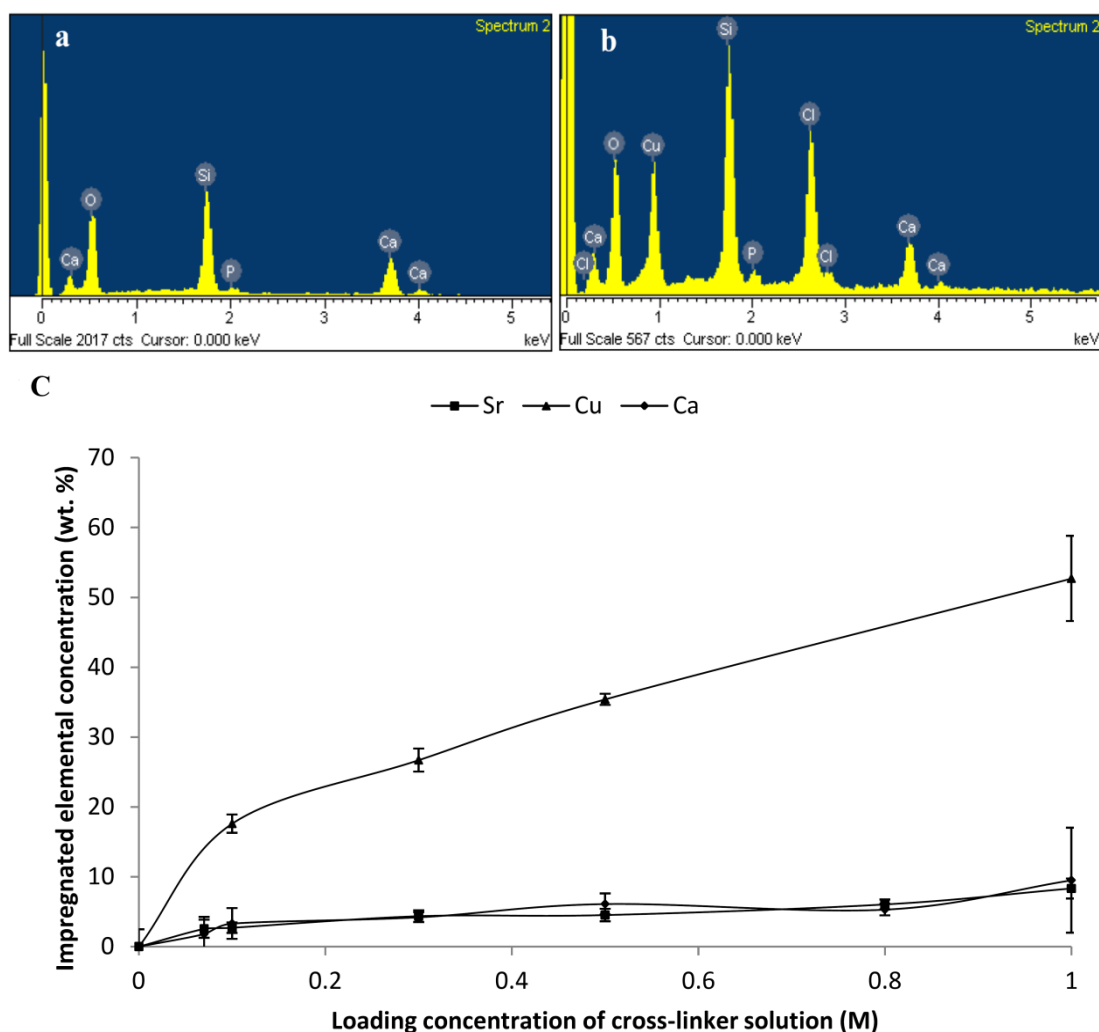 a
Spectrum 2
Ca
O
Si
P
Ca
Ca
0 1 2 3 4 5
Full Scale 2017 cts Cursor: 0.000 keV
keV
b
Spectrum 2
Cl
Ca
O
Cu
Si
P
Cl
Cl
Ca
Ca
0 1 2 3 4 5
Full Scale 567 cts Cursor: 0.000 keV
keV
C
Sr Cu Ca
Impregnated elemental concentration (wt. %)
70
60
50
40
30
20
10
0
0 0.2 0.4 0.6 0.8 1
Loading concentration of cross-linker solution (M)